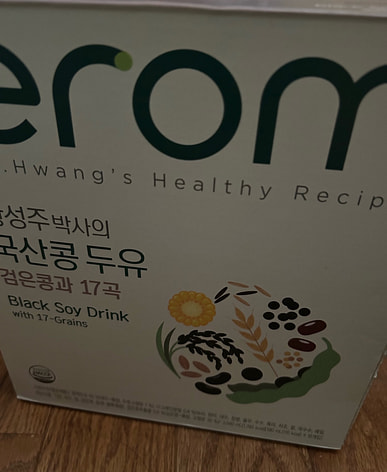 erom
.Hwang's Healthy Recip
황성주박사의
국산콩 두유
검은콩과 17곡
Black Soy Drink
with 17-Grains